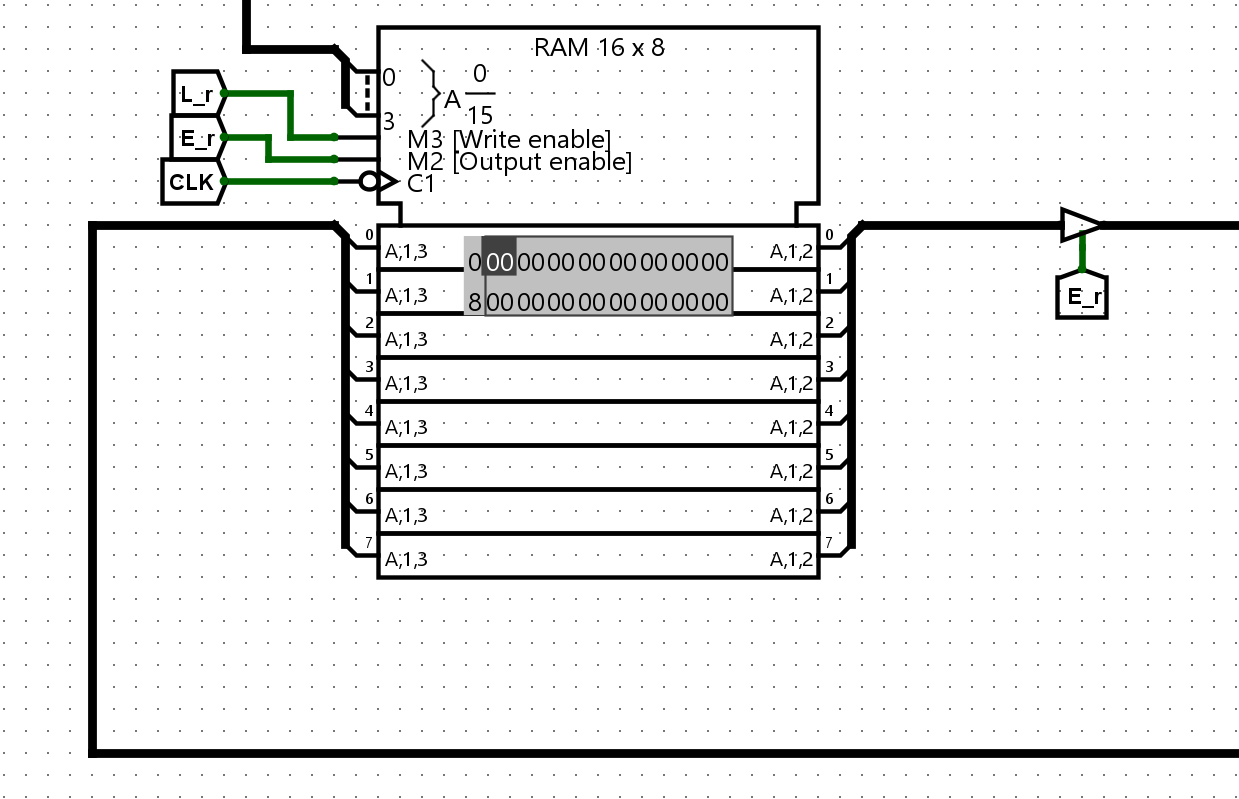 RAM 16 x 8
0
3
A 0
15
L_r
E_r
CLK
M3 [Write enable]
M2 [Output enable]
C1
0 A,1,3 A,1,2 0
0 00 00 00 00 00 00 00 00
1 A,1,3 A,1,2 1
8 00 00 00 00 00 00 00 00
2 A,1,3 A,1,2 2
3 A,1,3 A,1,2 3
4 A,1,3 A,1,2 4
5 A,1,3 A,1,2 5
6 A,1,3 A,1,2 6
7 A,1,3 A,1,2 7
E_r